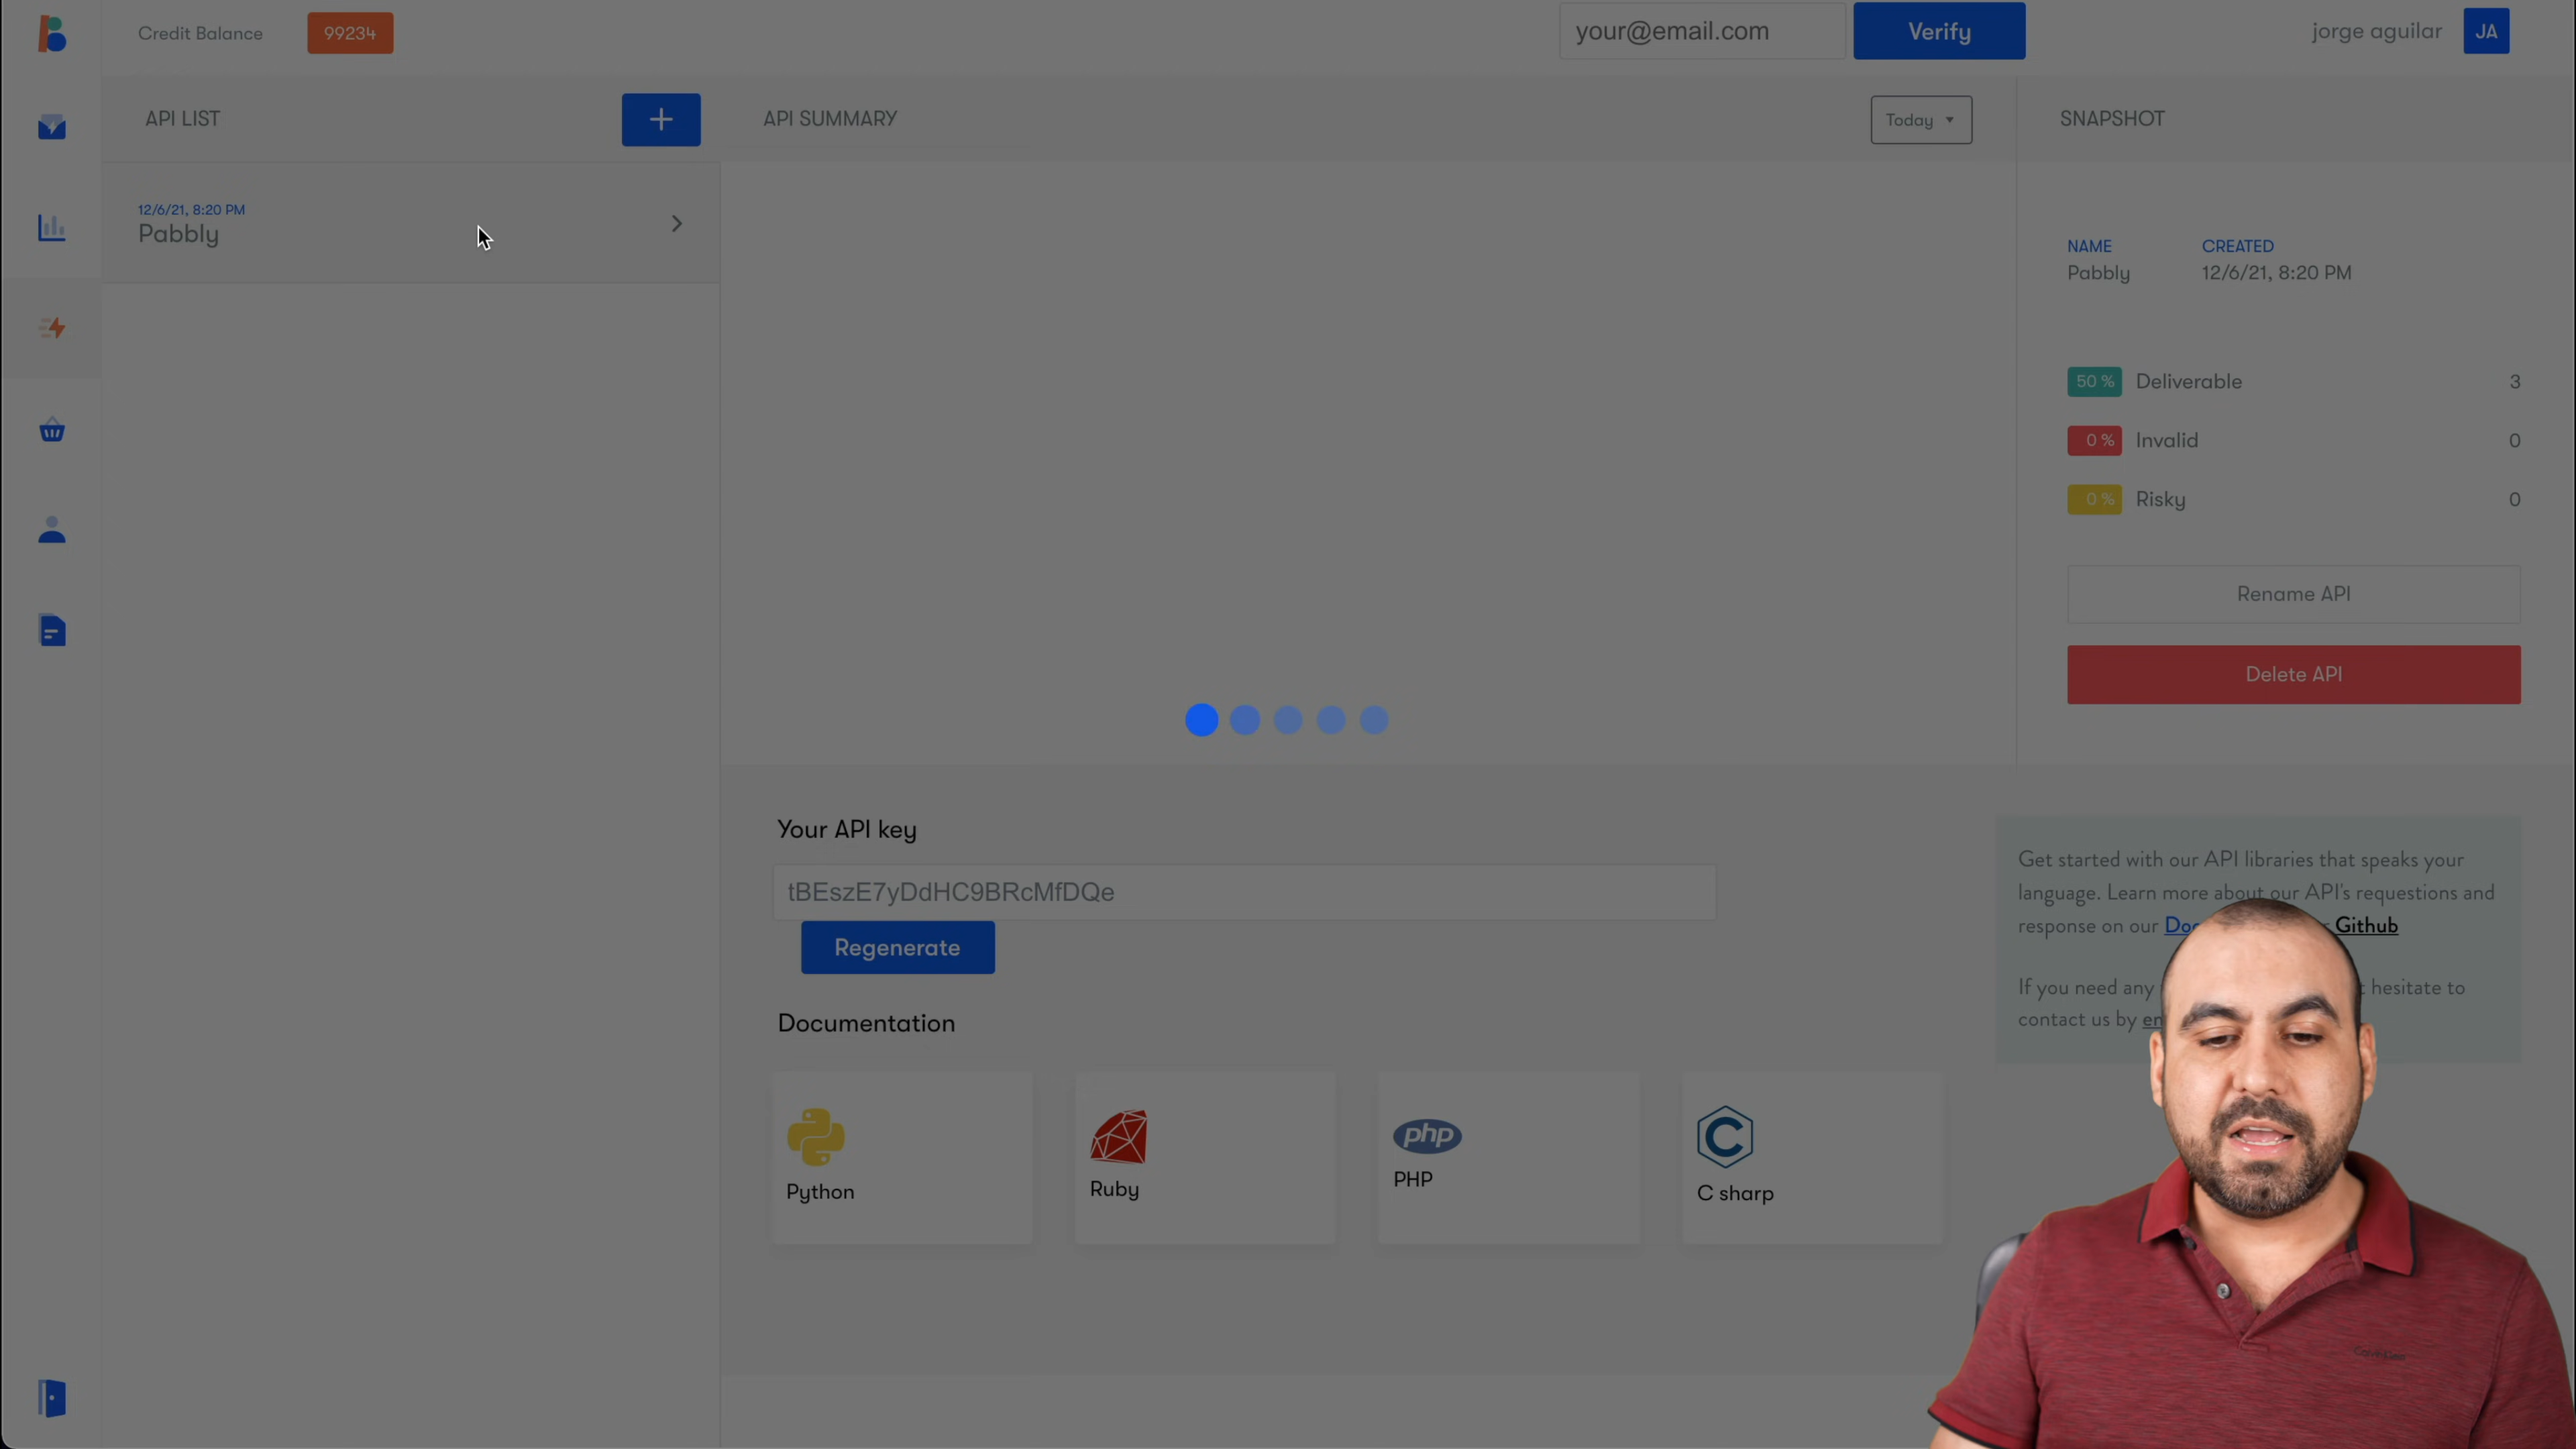 Credit Balance
99234
your@email.com
Verify
jorge aguilar
JA
API LIST
+
API SUMMARY
Today
SNAPSHOT
12/6/21, 8:20 PM
Pabbly
NAME
CREATED
Pabbly
12/6/21, 8:20 PM
50 %
Deliverable
3
0 %
Invalid
0
0 %
Risky
0
Rename API
Delete API
Your API key
tBEszE7yDdHC9BRcMfDQe
Regenerate
Get started with our API libraries that speaks your
language. Learn more about our API's requestions and
response on our Github
If you need any hesitate to
contact us by
Documentation
Python
Ruby
php
PHP
C
C sharp